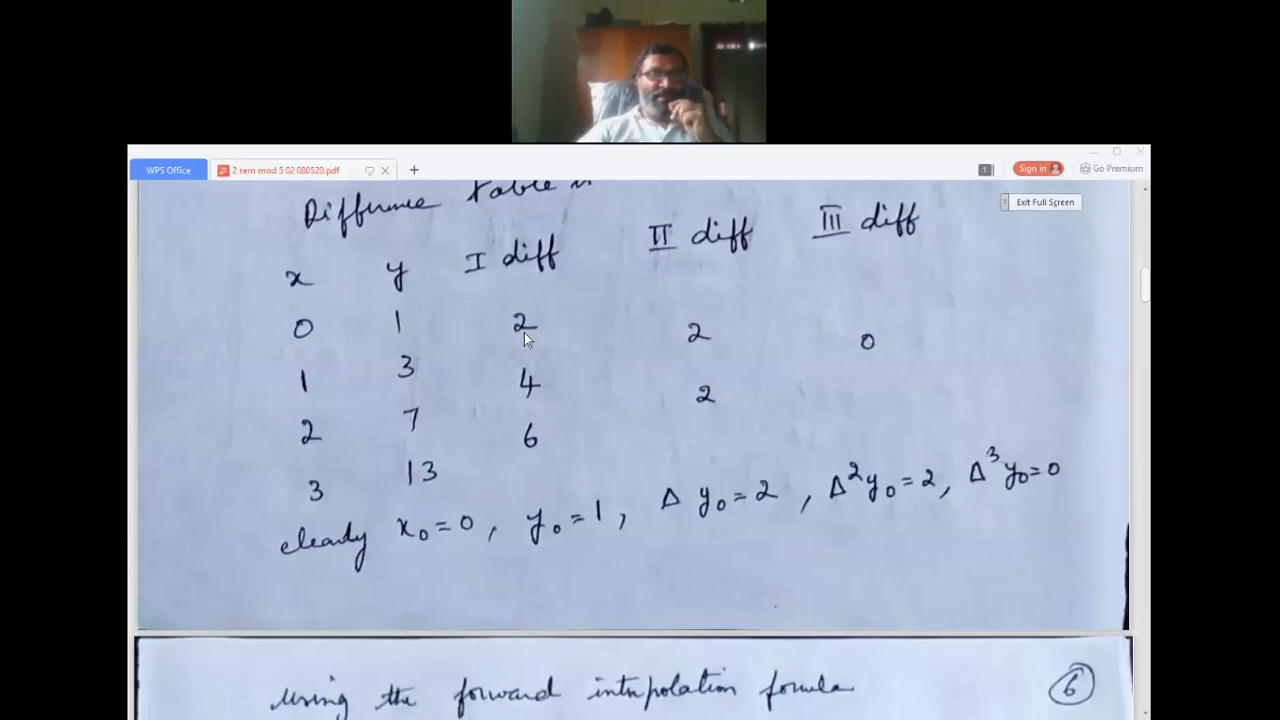 WPS Office 2 sem mod 5 02 080520.pdf 1 Sign in Go Premium
Exit Full Screen
Difference table is
x y I diff II diff III diff
0 1 2 2 0
1 3 4 2
2 7 6
3 13
clearly x₀=0, y₀=1, Δy₀=2, Δ²y₀=2, Δ³y₀=0
using the forward interpolation formula 6